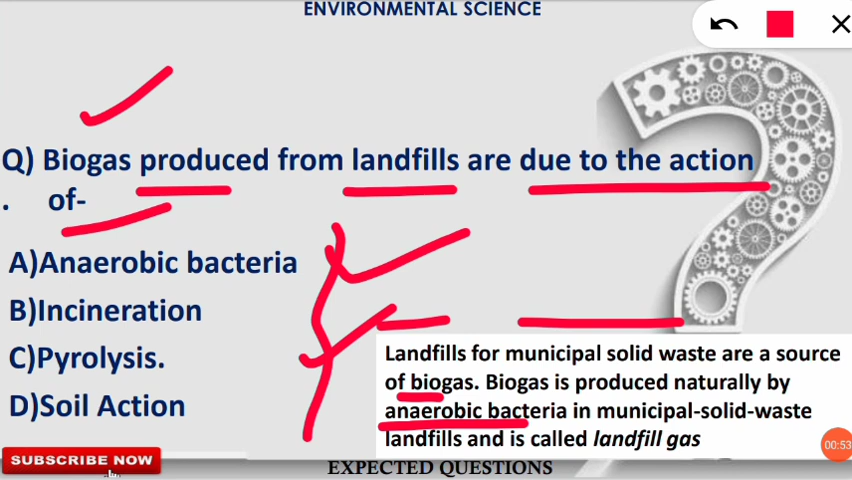 ENVIRONMENTAL SCIENCE
Q) Biogas produced from landfills are due to the action
. of-
A)Anaerobic bacteria
B)Incineration
C)Pyrolysis.
D)Soil Action
Landfills for municipal solid waste are a source
of biogas. Biogas is produced naturally by
anaerobic bacteria in municipal-solid-waste
landfills and is called landfill gas
00:53
SUBSCRIBE NOW
EXPECTED QUESTIONS